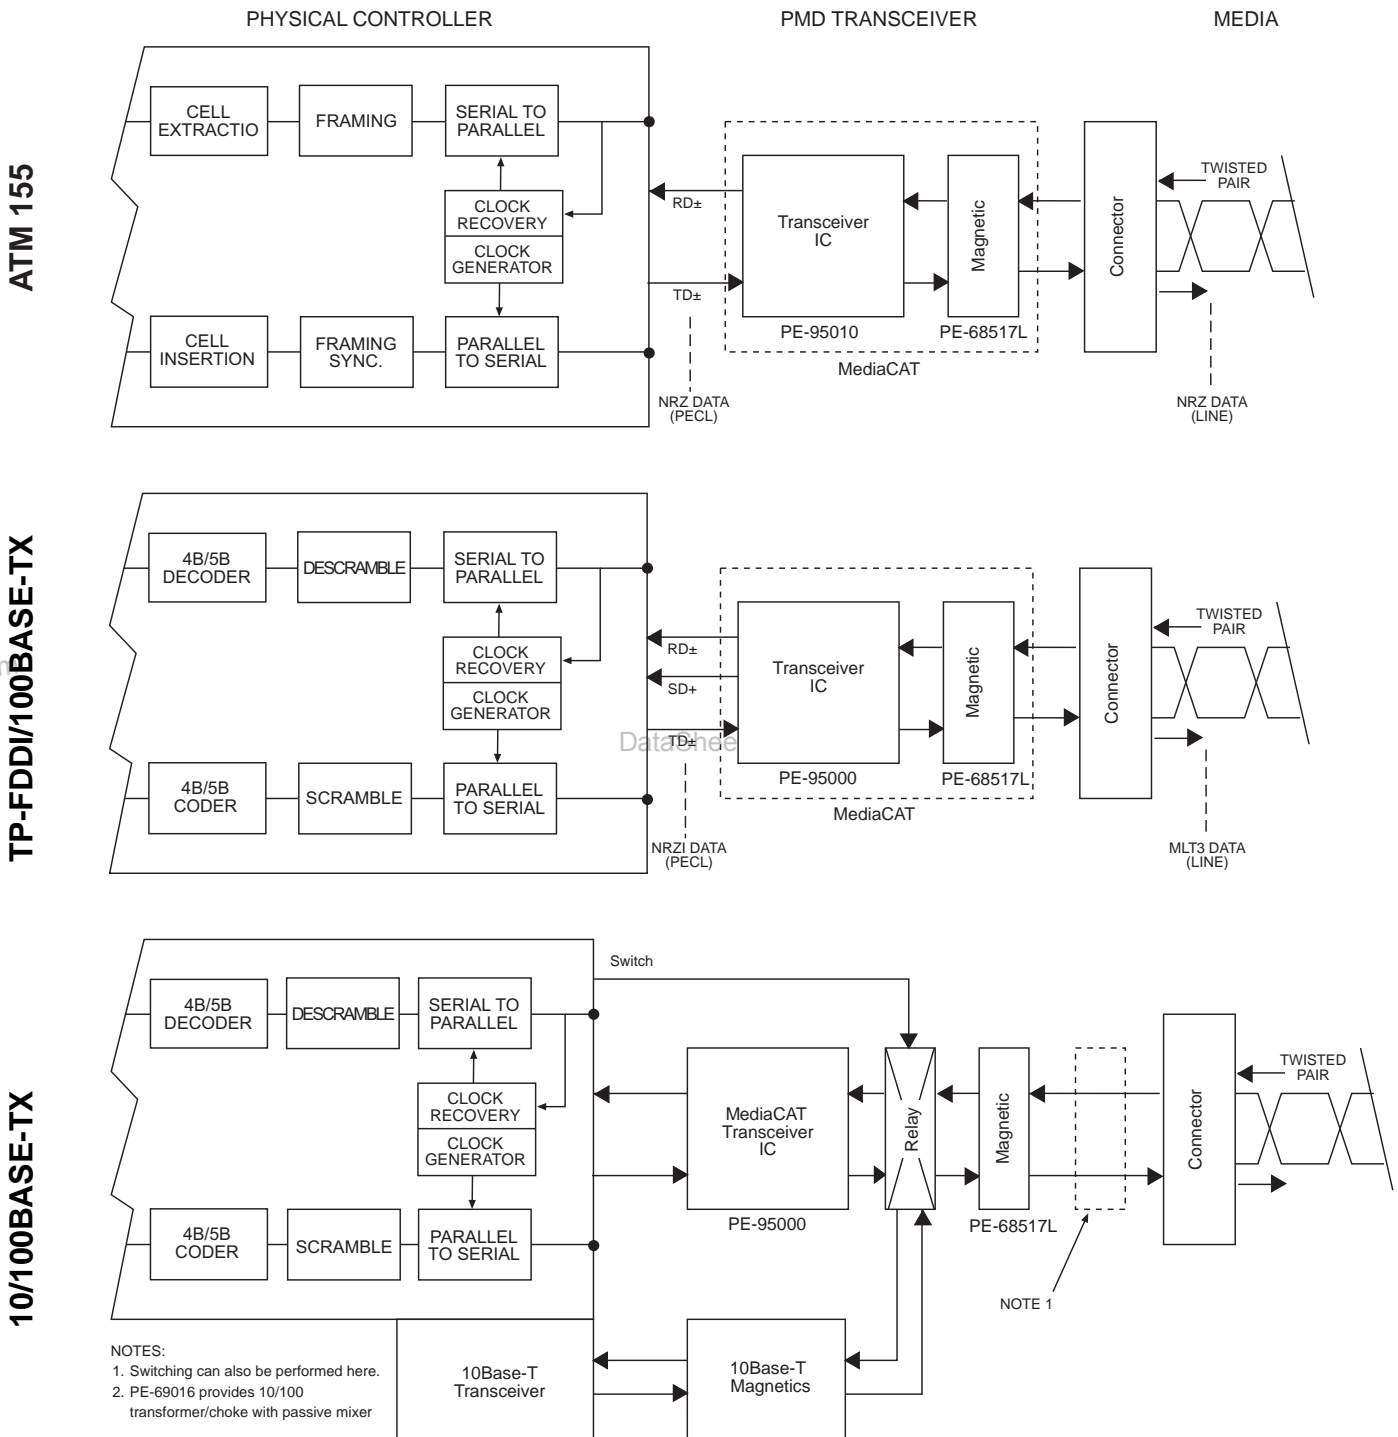 PHYSICAL CONTROLLER
PMD TRANSCEIVER
MEDIA
ATM 155
CELL
EXTRACTIO
FRAMING
SERIAL TO
PARALLEL
CLOCK
RECOVERY
CLOCK
GENERATOR
CELL
INSERTION
FRAMING
SYNC.
PARALLEL
TO SERIAL
RD±
TD±
NRZ DATA
(PECL)
Transceiver
IC
PE-95010
Magnetic
PE-68517L
MediaCAT
Connector
TWISTED
PAIR
NRZ DATA
(LINE)
TP-FDDI/100BASE-TX
4B/5B
DECODER
DESCRAMBLE
SERIAL TO
PARALLEL
CLOCK
RECOVERY
CLOCK
GENERATOR
4B/5B
CODER
SCRAMBLE
PARALLEL
TO SERIAL
RD±
SD+
TD±
DataShee
NRZI DATA
(PECL)
Transceiver
IC
PE-95000
Magnetic
PE-68517L
MediaCAT
Connector
TWISTED
PAIR
MLT3 DATA
(LINE)
10/100BASE-TX
4B/5B
DECODER
DESCRAMBLE
SERIAL TO
PARALLEL
CLOCK
RECOVERY
CLOCK
GENERATOR
4B/5B
CODER
SCRAMBLE
PARALLEL
TO SERIAL
Switch
MediaCAT
Transceiver
IC
PE-95000
Relay
Magnetic
PE-68517L
NOTE 1
Connector
TWISTED
PAIR
10Base-T
Transceiver
10Base-T
Magnetics
NOTES:
1. Switching can also be performed here.
2. PE-69016 provides 10/100
transformer/choke with passive mixer